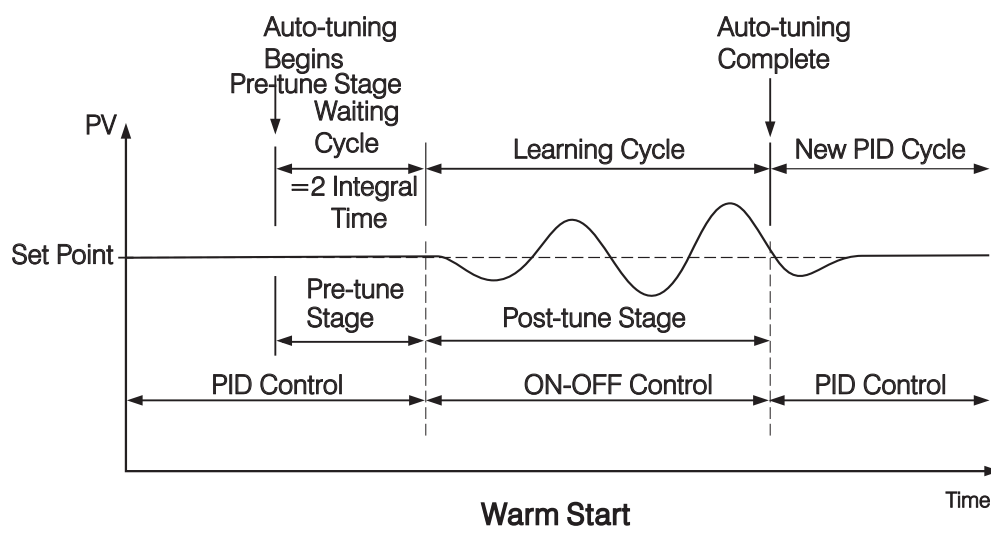 Auto-tuning
Begins
Pre-tune Stage
Auto-tuning
Complete
PV
Waiting
Cycle
=2 Integral
Time
Learning Cycle
New PID Cycle
Set Point
Pre-tune
Stage
Post-tune Stage
PID Control
ON-OFF Control
PID Control
Time
Warm Start